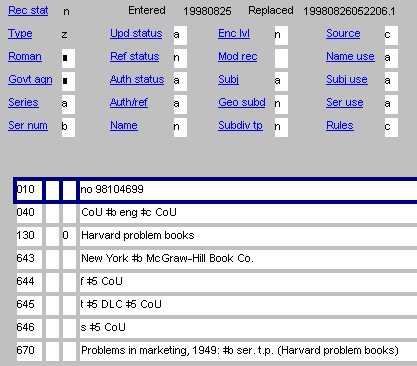 Rec stat n Entered 19980825 Replaced 19980826052206.1
Type z Upd status a Enc lvl n Source c
Roman ■ Ref status n Mod rec Name use a
Govt agn ■ Auth status a Subj a Subj use a
Series a Auth/ref a Geo subd n Ser use a
Ser num b Name n Subdiv tp n Rules c
010 no 98104699
040 CoU ‡b eng ‡c CoU
130 0 Harvard problem books
643 New York ‡b McGraw-Hill Book Co.
644 f ‡5 CoU
645 t ‡5 DLC ‡5 CoU
646 s ‡5 CoU
670 Problems in marketing, 1949: ‡b ser. t.p. (Harvard problem books)